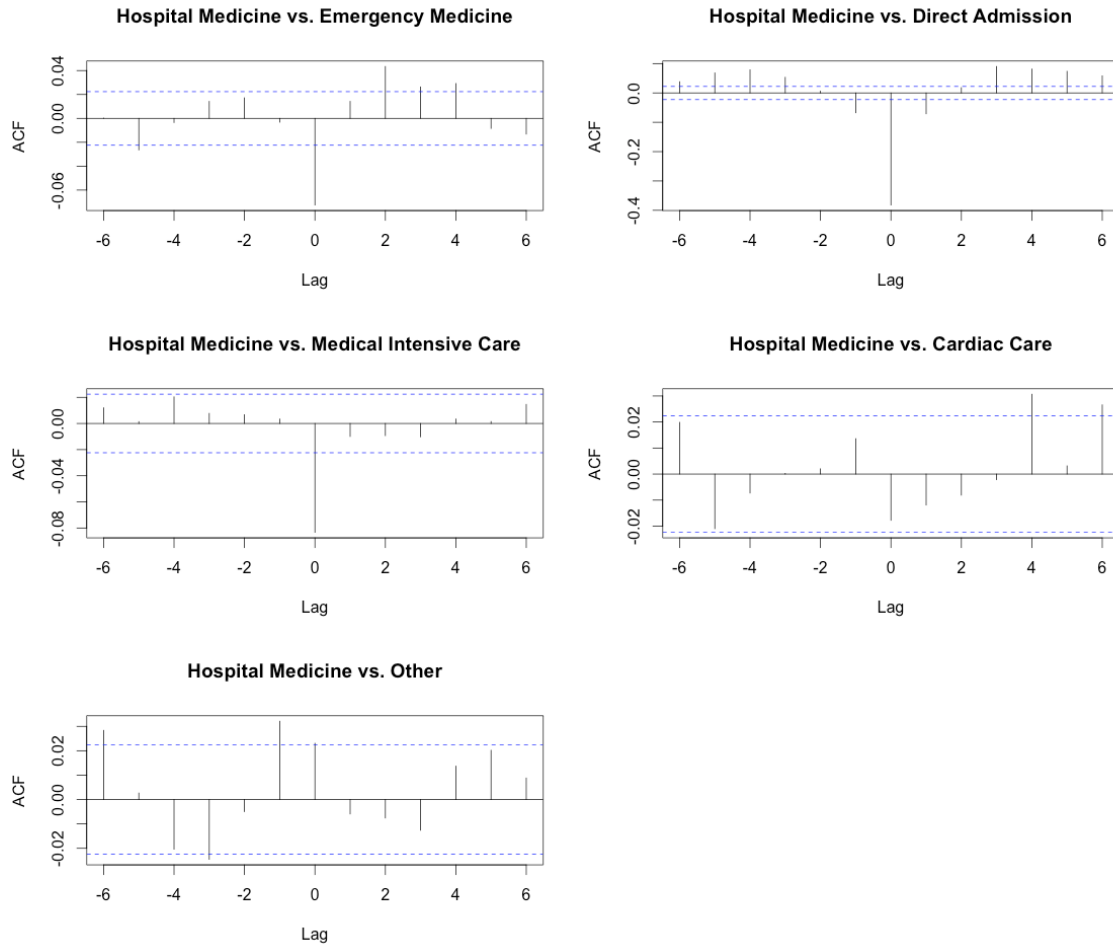 Hospital Medicine vs. Emergency Medicine
ACF
0.04
0.00
-0.06
-6 -4 -2 0 2 4 6
Lag
Hospital Medicine vs. Direct Admission
ACF
0.0
-0.2
-0.4
-6 -4 -2 0 2 4 6
Lag
Hospital Medicine vs. Medical Intensive Care
ACF
0.00
-0.04
-0.08
-6 -4 -2 0 2 4 6
Lag
Hospital Medicine vs. Cardiac Care
ACF
0.02
0.00
-0.02
-6 -4 -2 0 2 4 6
Lag
Hospital Medicine vs. Other
ACF
0.02
0.00
-0.02
-6 -4 -2 0 2 4 6
Lag